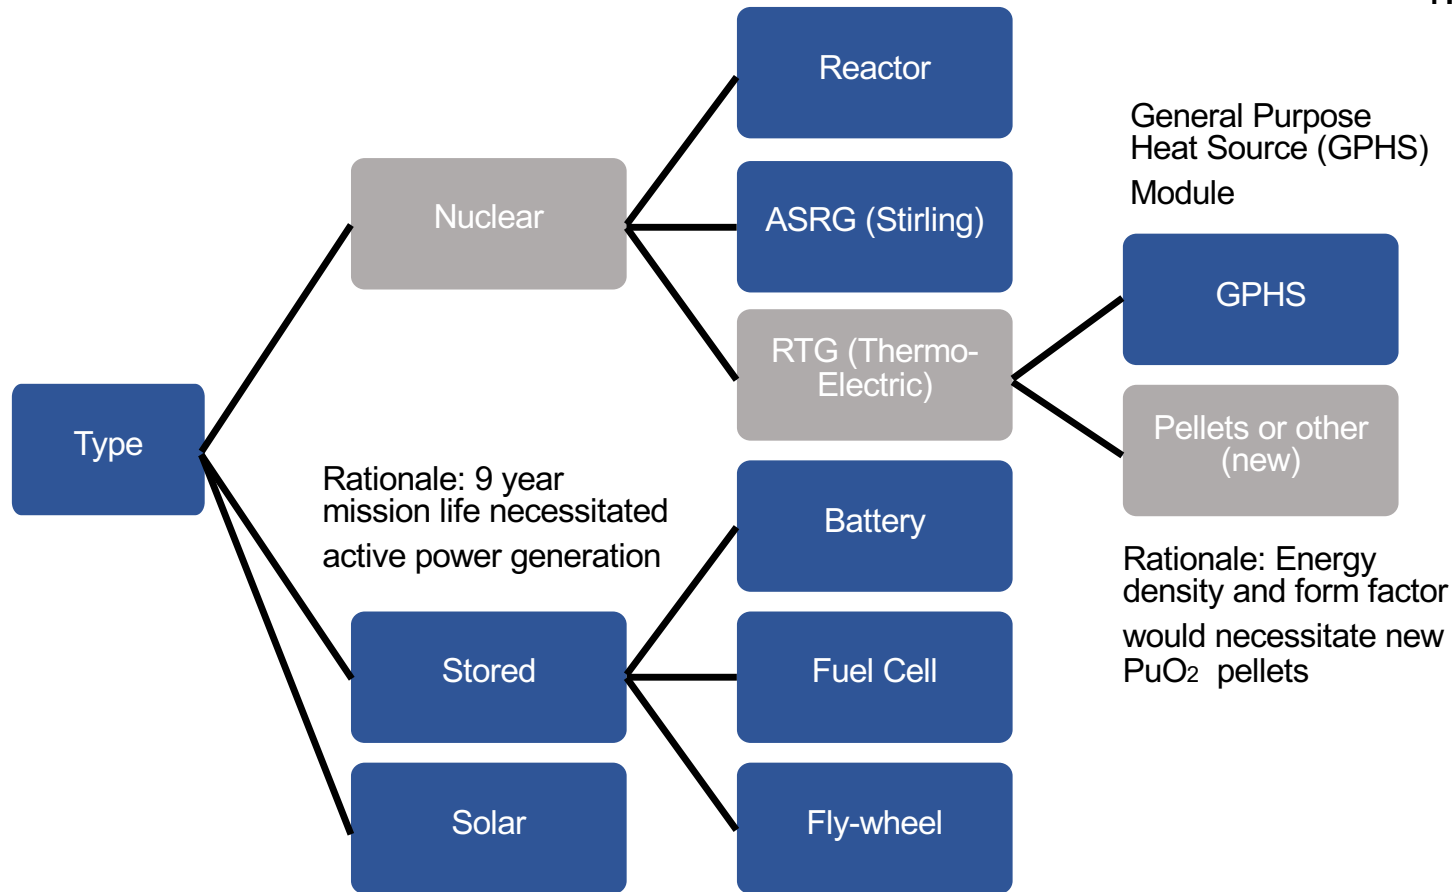 Reactor
General Purpose
Heat Source (GPHS)
Module
Nuclear
ASRG (Stirling)
GPHS
RTG (Thermo-
Electric)
Type
Pellets or other
(new)
Rationale: 9 year
mission life necessitated
active power generation
Battery
Rationale: Energy
density and form factor
would necessitate new
PuO2 pellets
Stored
Fuel Cell
Solar
Fly-wheel